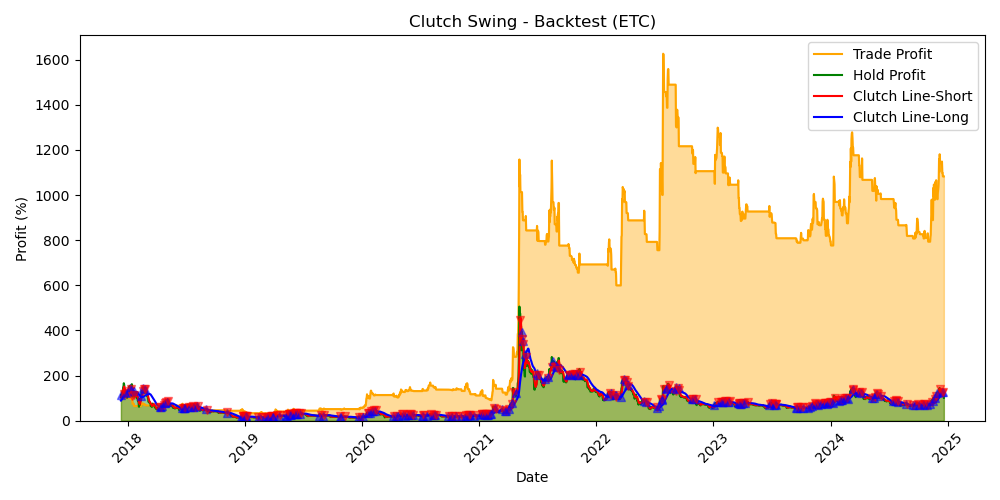 Clutch Swing - Backtest (ETC)
Trade Profit
Hold Profit
Clutch Line-Short
Clutch Line-Long
Profit (%)
1600
1400
1200
1000
800
600
400
200
0
2018
2019
2020
2021
2022
2023
2024
2025
Date